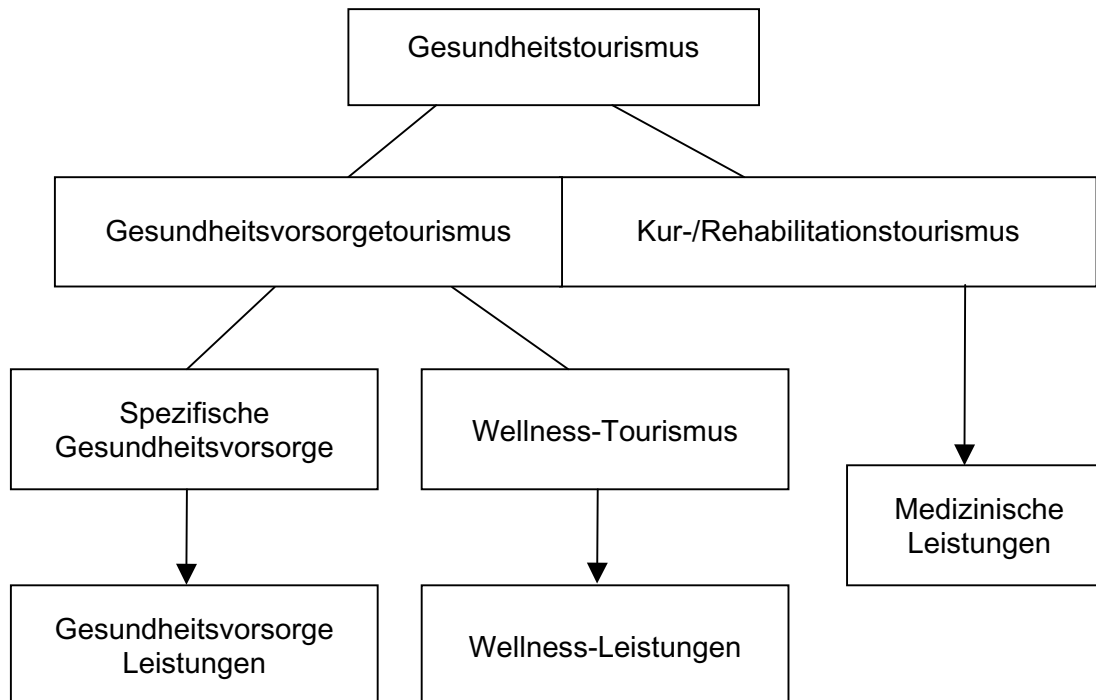 Gesundheitstourismus
Gesundheitsvorsorgetourismus
Kur-/Rehabilitationstourismus
Spezifische
Gesundheitsvorsorge
Wellness-Tourismus
Medizinische
Leistungen
Gesundheitsvorsorge
Leistungen
Wellness-Leistungen